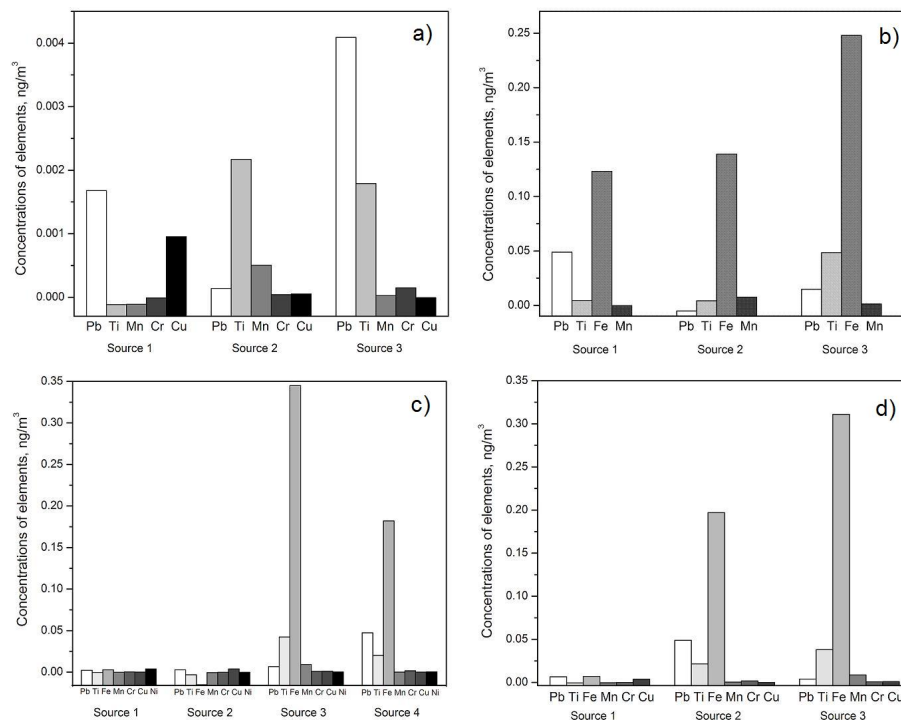 a)
Concentrations of elements, ng/m³
0.004
0.003
0.002
0.001
0.000
Pb Ti Mn Cr Cu Pb Ti Mn Cr Cu Pb Ti Mn Cr Cu
Source 1 Source 2 Source 3
b)
Concentrations of elements, ng/m³
0.25
0.20
0.15
0.10
0.05
0.00
Pb Ti Fe Mn Pb Ti Fe Mn Pb Ti Fe Mn
Source 1 Source 2 Source 3
c)
Concentrations of elements, ng/m³
0.35
0.30
0.25
0.20
0.15
0.10
0.05
0.00
Pb Ti Fe Mn Cr Cu Ni Pb Ti Fe Mn Cr Cu Ni Pb Ti Fe Mn Cr Cu Ni Pb Ti Fe Mn Cr Cu Ni
Source 1 Source 2 Source 3 Source 4
d)
Concentrations of elements, ng/m³
0.35
0.30
0.25
0.20
0.15
0.10
0.05
0.00
Pb Ti Fe Mn Cr Cu Pb Ti Fe Mn Cr Cu Pb Ti Fe Mn Cr Cu
Source 1 Source 2 Source 3